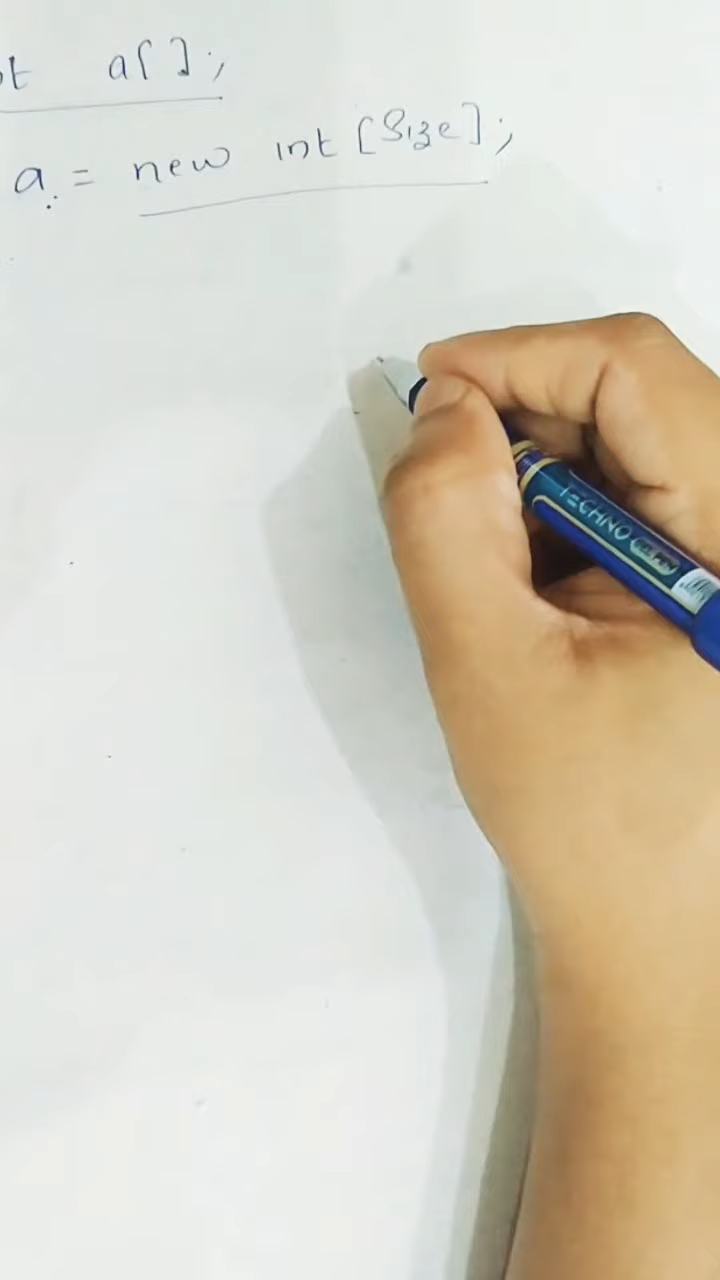 a[ ];
a = new int [Size];
TECHNO